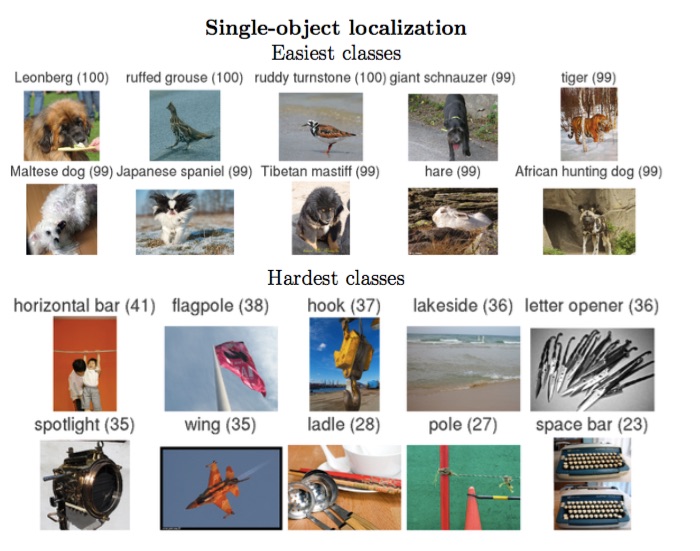 Single-object localization
Easiest classes
Leonberg (100) ruffed grouse (100) ruddy turnstone (100) giant schnauzer (99) tiger (99)
Maltese dog (99) Japanese spaniel (99) Tibetan mastiff (99) hare (99) African hunting dog (99)
Hardest classes
horizontal bar (41) flagpole (38) hook (37) lakeside (36) letter opener (36)
spotlight (35) wing (35) ladle (28) pole (27) space bar (23)